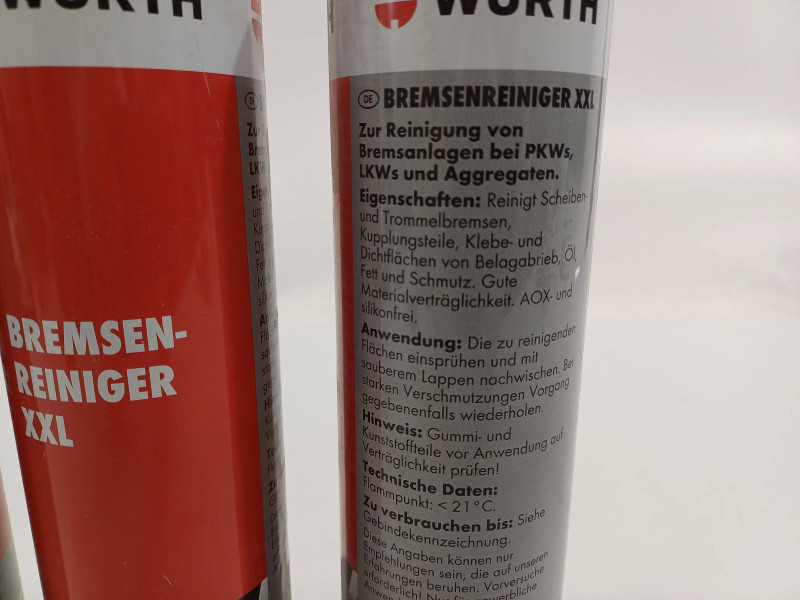 WÜRTH
BREMSEN-
REINIGER
XXL
WÜRTH
DE BREMSENREINIGER XXL
Zur Reinigung von
Bremsanlagen bei PKWs,
LKWs und Aggregaten.
Eigenschaften: Reinigt Scheiben-
und Trommelbremsen,
Kupplungsteile, Klebe- und
Dichtflächen von Belagabrieb, Öl,
Fett und Schmutz. Gute
Materialverträglichkeit. AOX- und
silikonfrei.
Anwendung: Die zu reinigenden
Flächen einsprühen und mit
sauberem Lappen nachwischen. Bei
starken Verschmutzungen Vorgang
gegebenenfalls wiederholen.
Hinweis: Gummi- und
Kunststoffteile vor Anwendung auf
Verträglichkeit prüfen!
Technische Daten:
Flammpunkt: < 21°C.
Zu verbrauchen bis: Siehe
Gebindekennzeichnung.
Diese Angaben können nur
Empfehlungen sein, die auf unseren
Erfahrungen beruhen. Vorversuche
erforderlich! Nur für gewerbliche